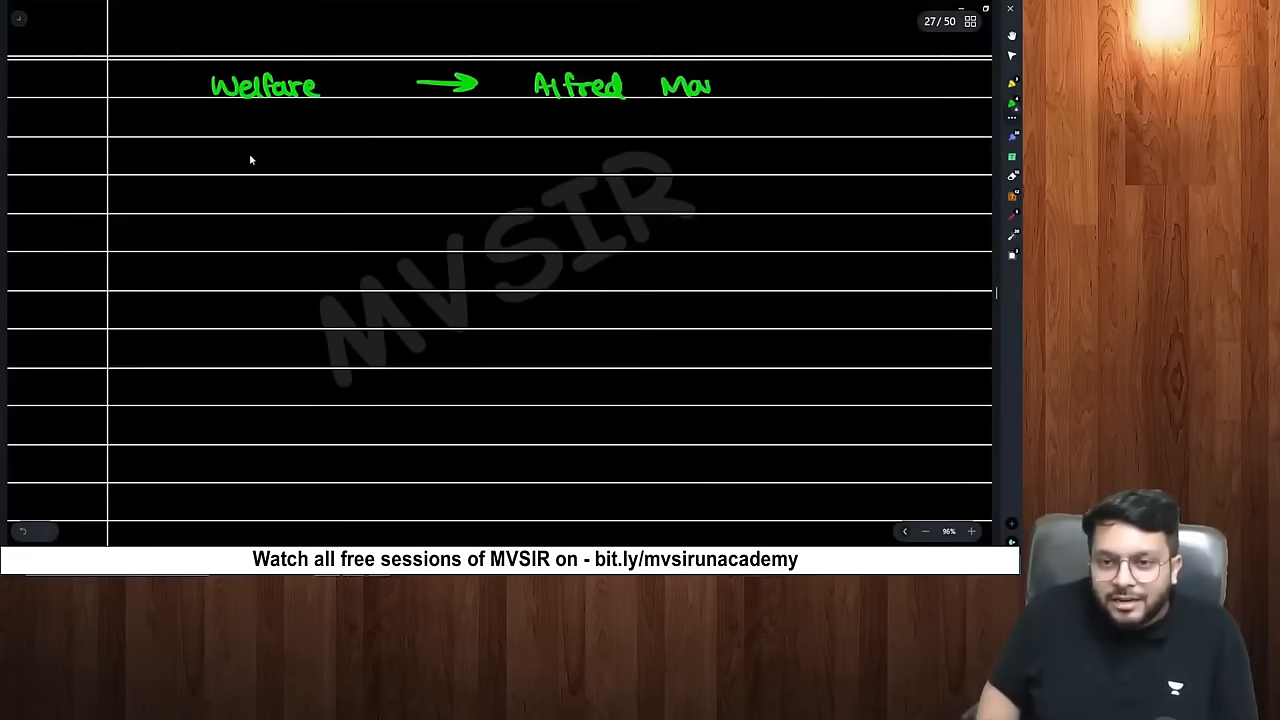 27/50
Welfare → Alfred Mar
MVSIR
96%
Watch all free sessions of MVSIR on - bit.ly/mvsirunacademy